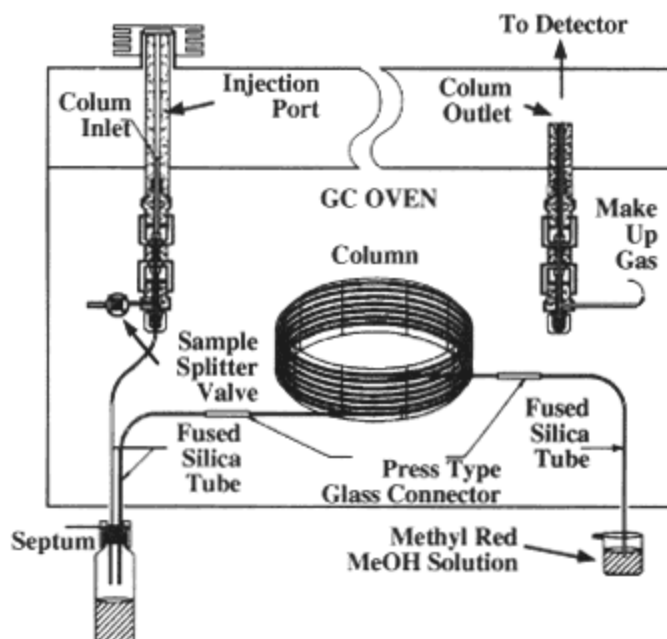 To Detector
Injection
Port
Colum
Inlet
Colum
Outlet
GC OVEN
Make
Up
Gas
Column
Sample
Splitter
Valve
Fused
Silica
Tube
Press Type
Glass Connector
Fused
Silica
Tube
Septum
Methyl Red
MeOH Solution